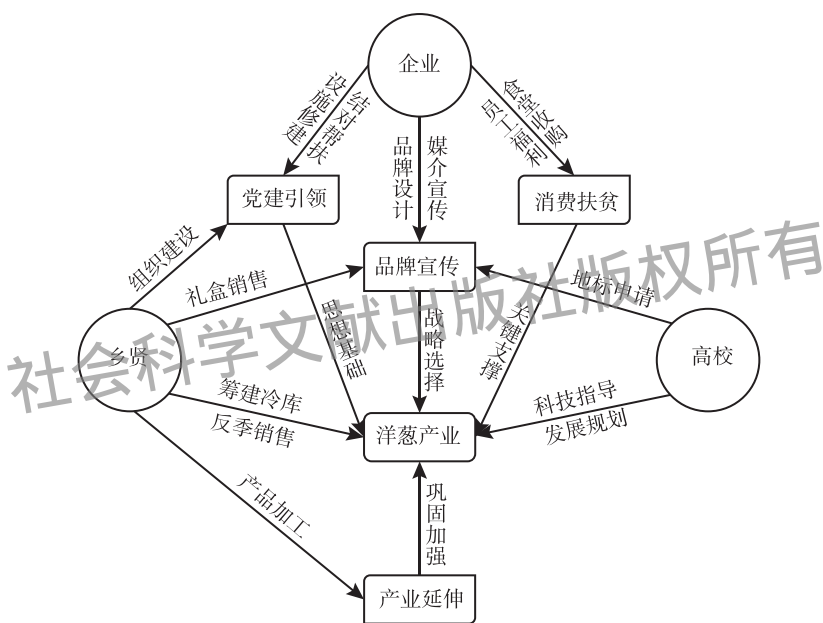 企业
设施修建
结对帮扶
品牌设计
媒介宣传
食堂收购
员工福利
党建引领
消费扶贫
组织建设
礼盒销售
品牌宣传
地标申请
社会科学文献出版社版权所有
乡贤
思想基础
战略选择
关键支撑
高校
筹建冷库
反季销售
洋葱产业
科技指导
发展规划
产品加工
巩固加强
产业延伸